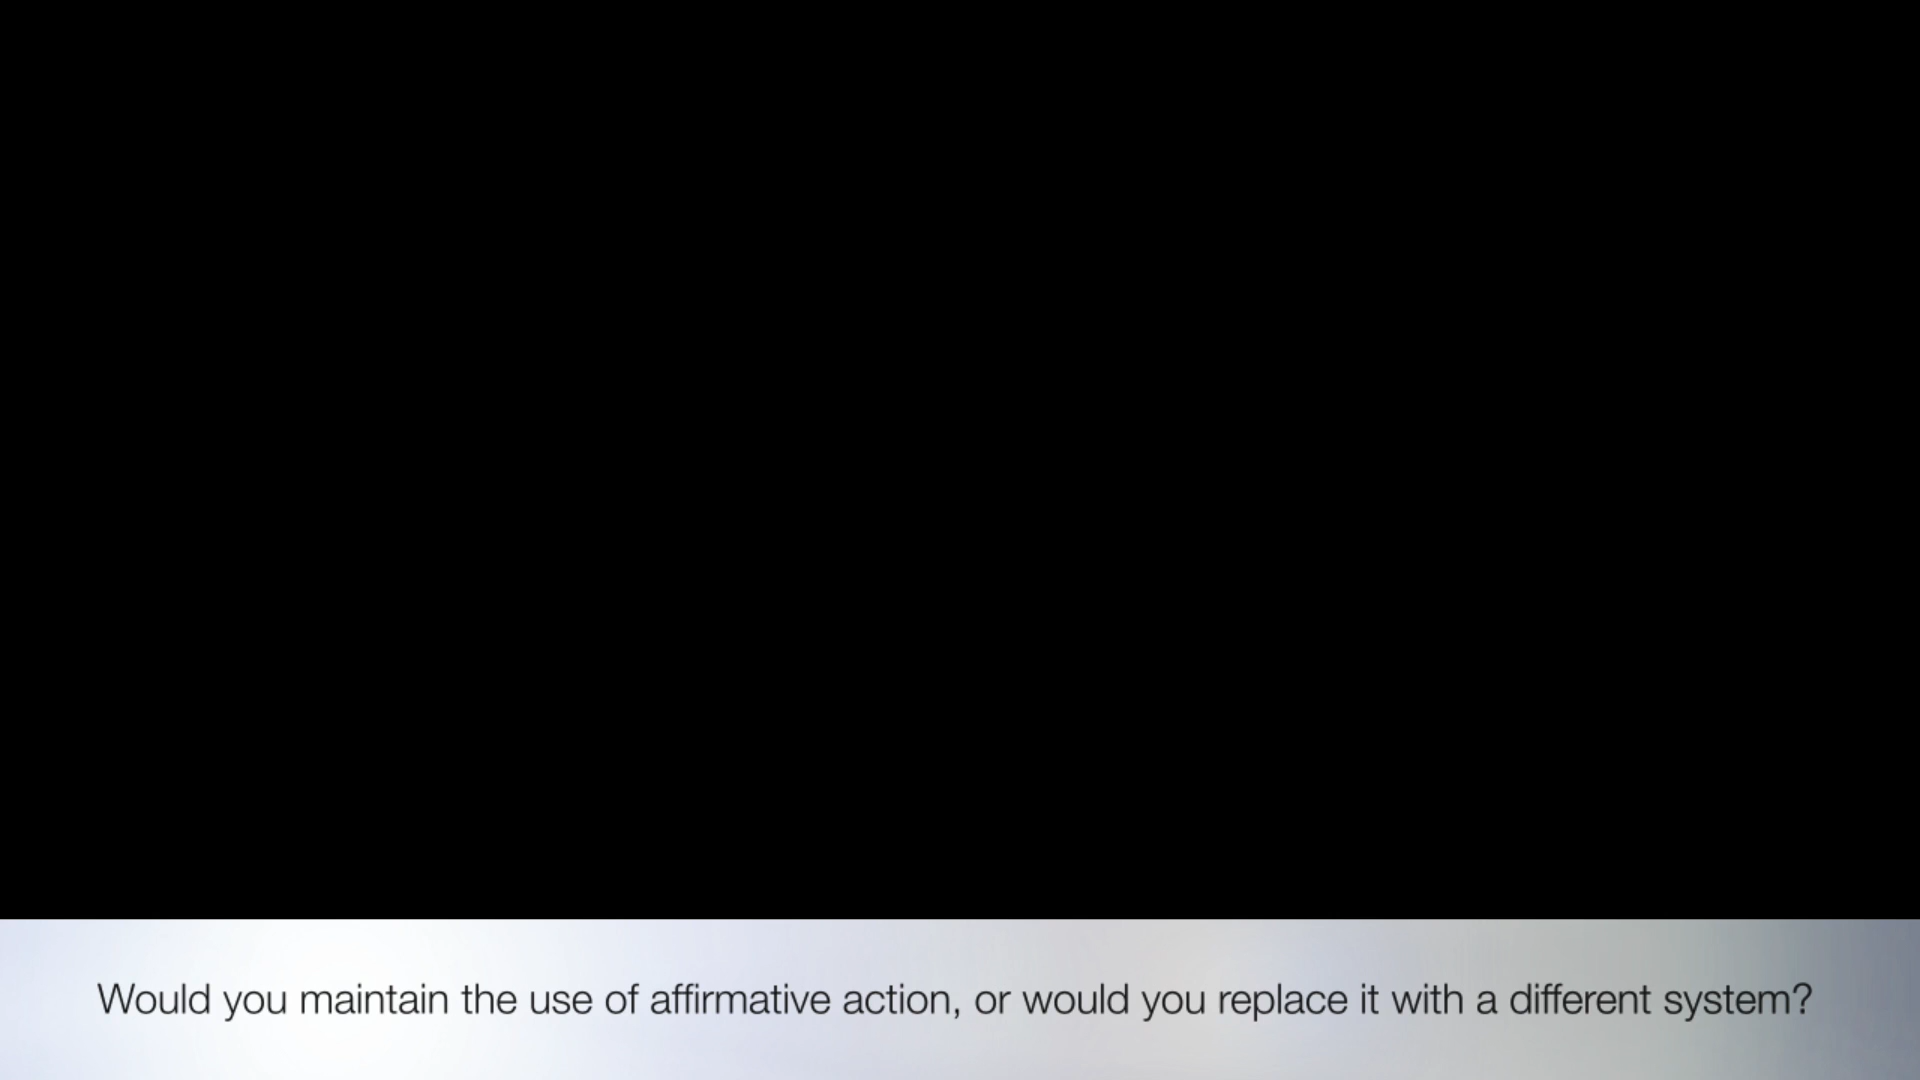 Would you maintain the use of affirmative action, or would you replace it with a different system?